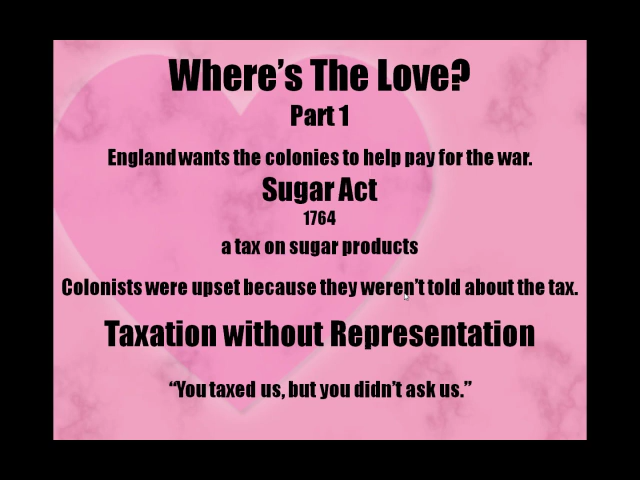 Where's The Love?
Part 1
England wants the colonies to help pay for the war.
Sugar Act
1764
a tax on sugar products
Colonists were upset because they weren't told about the tax.
Taxation without Representation
“You taxed us, but you didn't ask us.”